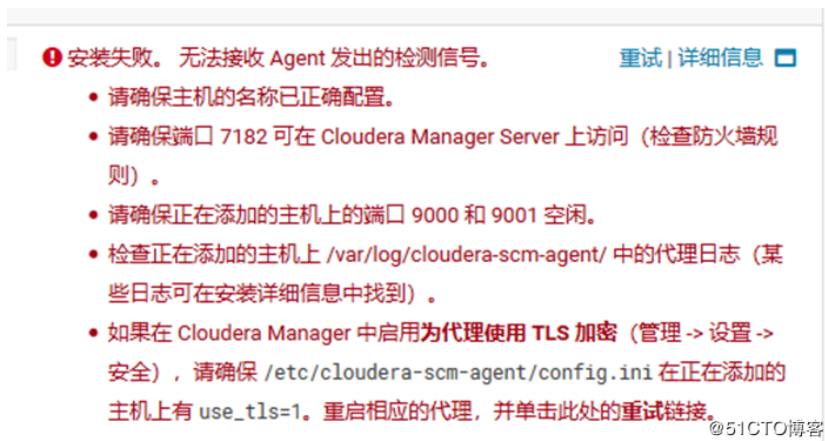 安装失败。 无法接收 Agent 发出的检测信号。 重试 | 详细信息
• 请确保主机的名称已正确配置。
• 请确保端口 7182 可在 Cloudera Manager Server 上访问（检查防火墙规
则）。
• 请确保正在添加的主机上的端口 9000 和 9001 空闲。
• 检查正在添加的主机上 /var/log/cloudera-scm-agent/ 中的代理日志（某
些日志可在安装详细信息中找到）。
• 如果在 Cloudera Manager 中启用为代理使用 TLS 加密（管理 -> 设置 ->
安全），请确保 /etc/cloudera-scm-agent/config.ini 在正在添加的
主机上有 use_tls=1。重启相应的代理，并单击此处的重试链接。
@51CTO博客